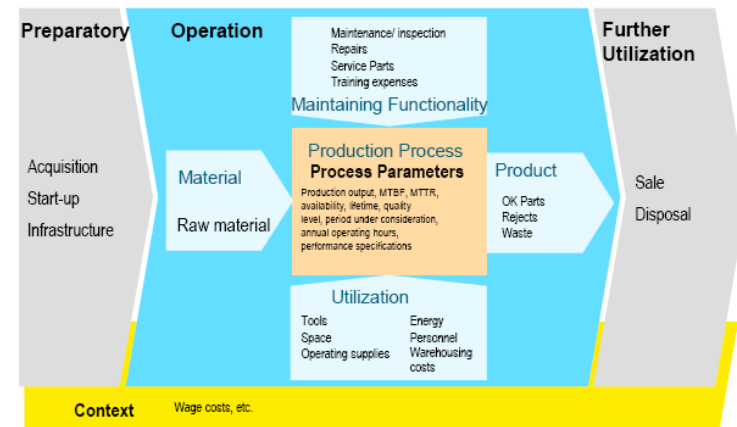 Preparatory
Acquisition
Start-up
Infrastructure
Operation
Maintenance/ inspection
Repairs
Service Parts
Training expenses
Maintaining Functionality
Material
Raw material
Production Process
Process Parameters
Production output, MTBF, MTTR,
availability, lifetime, quality
level, period under consideration,
annual operating hours,
performance specifications
Product
OK Parts
Rejects
Waste
Utilization
Tools
Space
Operating supplies
Energy
Personnel
Warehousing
costs
Further
Utilization
Sale
Disposal
Context
Wage costs, etc.